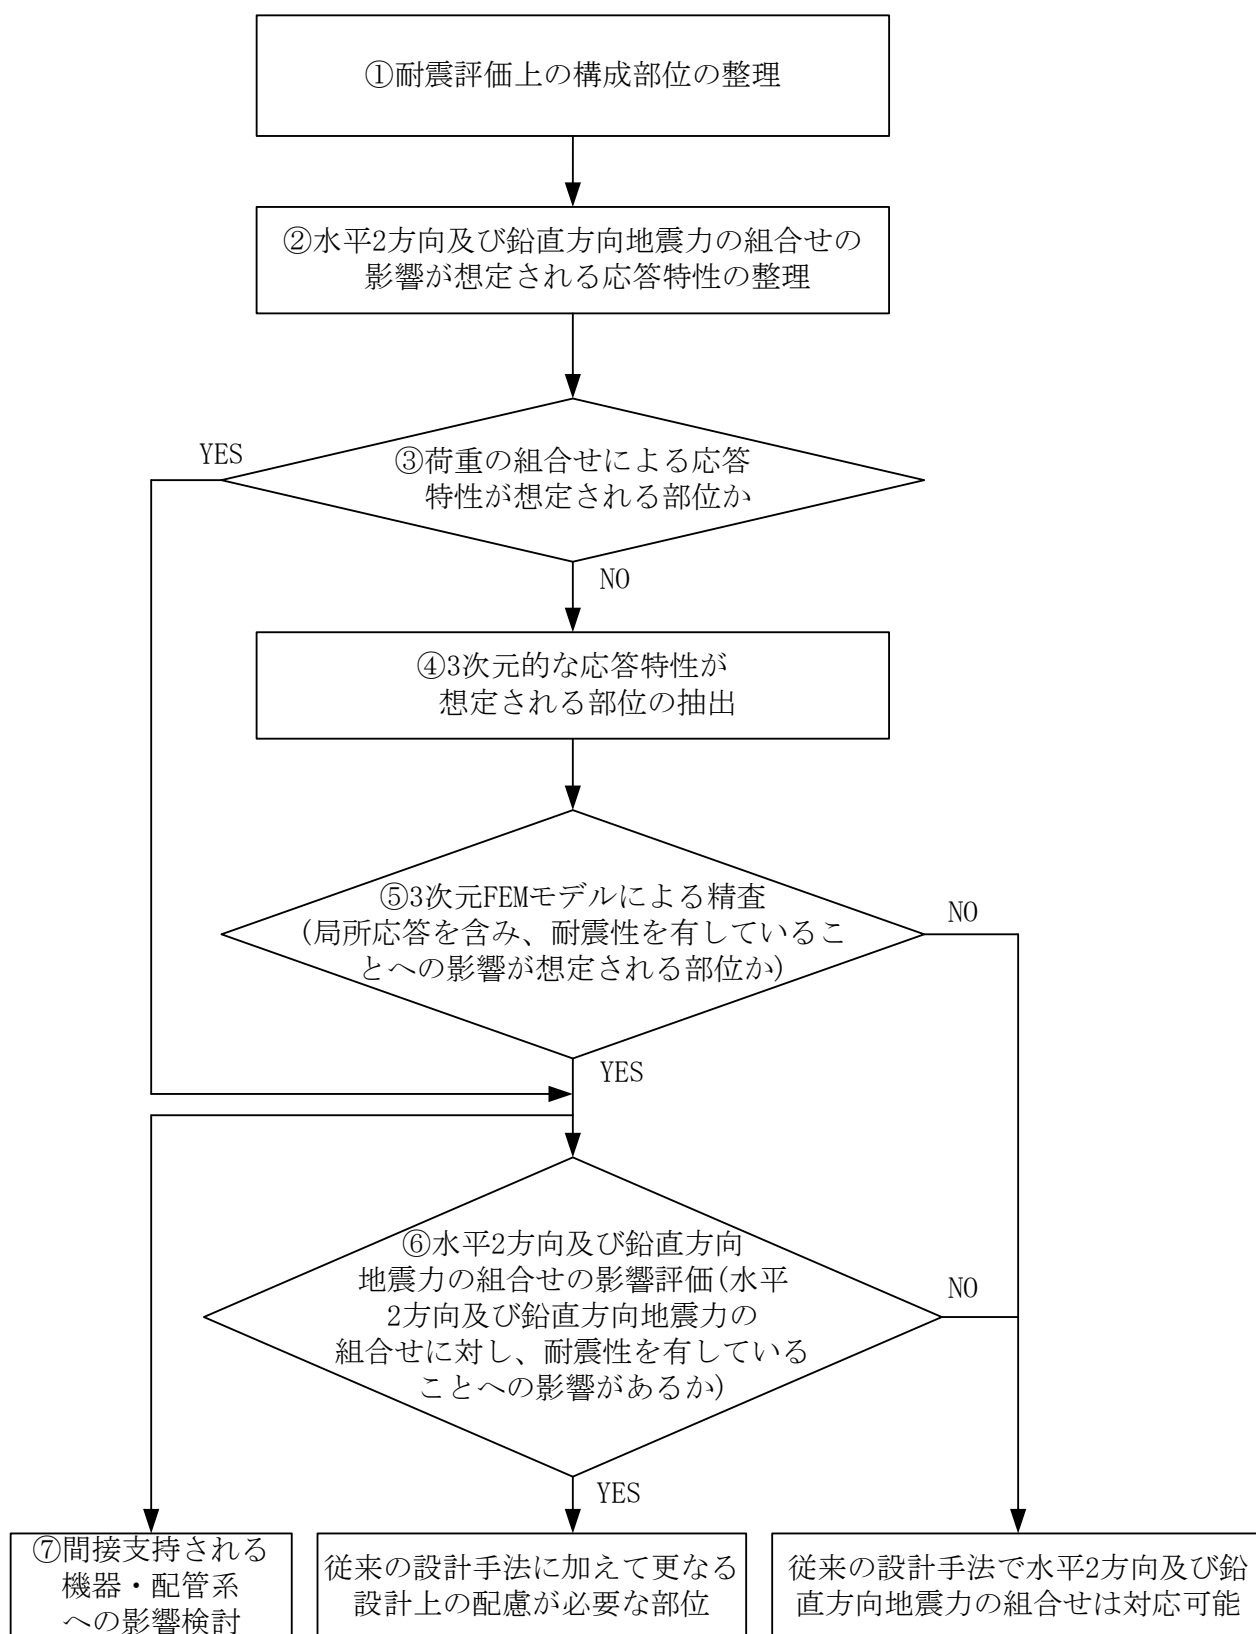 ①耐震評価上の構成部位の整理
②水平2方向及び鉛直方向地震力の組合せの
影響が想定される応答特性の整理
YES
③荷重の組合せによる応答
特性が想定される部位か
NO
④3次元的な応答特性が
想定される部位の抽出
⑤3次元FEMモデルによる精査
(局所応答を含み、耐震性を有しているこ
とへの影響が想定される部位か)
NO
YES
⑥水平2方向及び鉛直方向
地震力の組合せの影響評価(水平
2方向及び鉛直方向地震力の
組合せに対し、耐震性を有している
ことへの影響があるか)
NO
YES
⑦間接支持される
機器・配管系
への影響検討
従来の設計手法に加えて更なる
設計上の配慮が必要な部位
従来の設計手法で水平2方向及び鉛
直方向地震力の組合せは対応可能